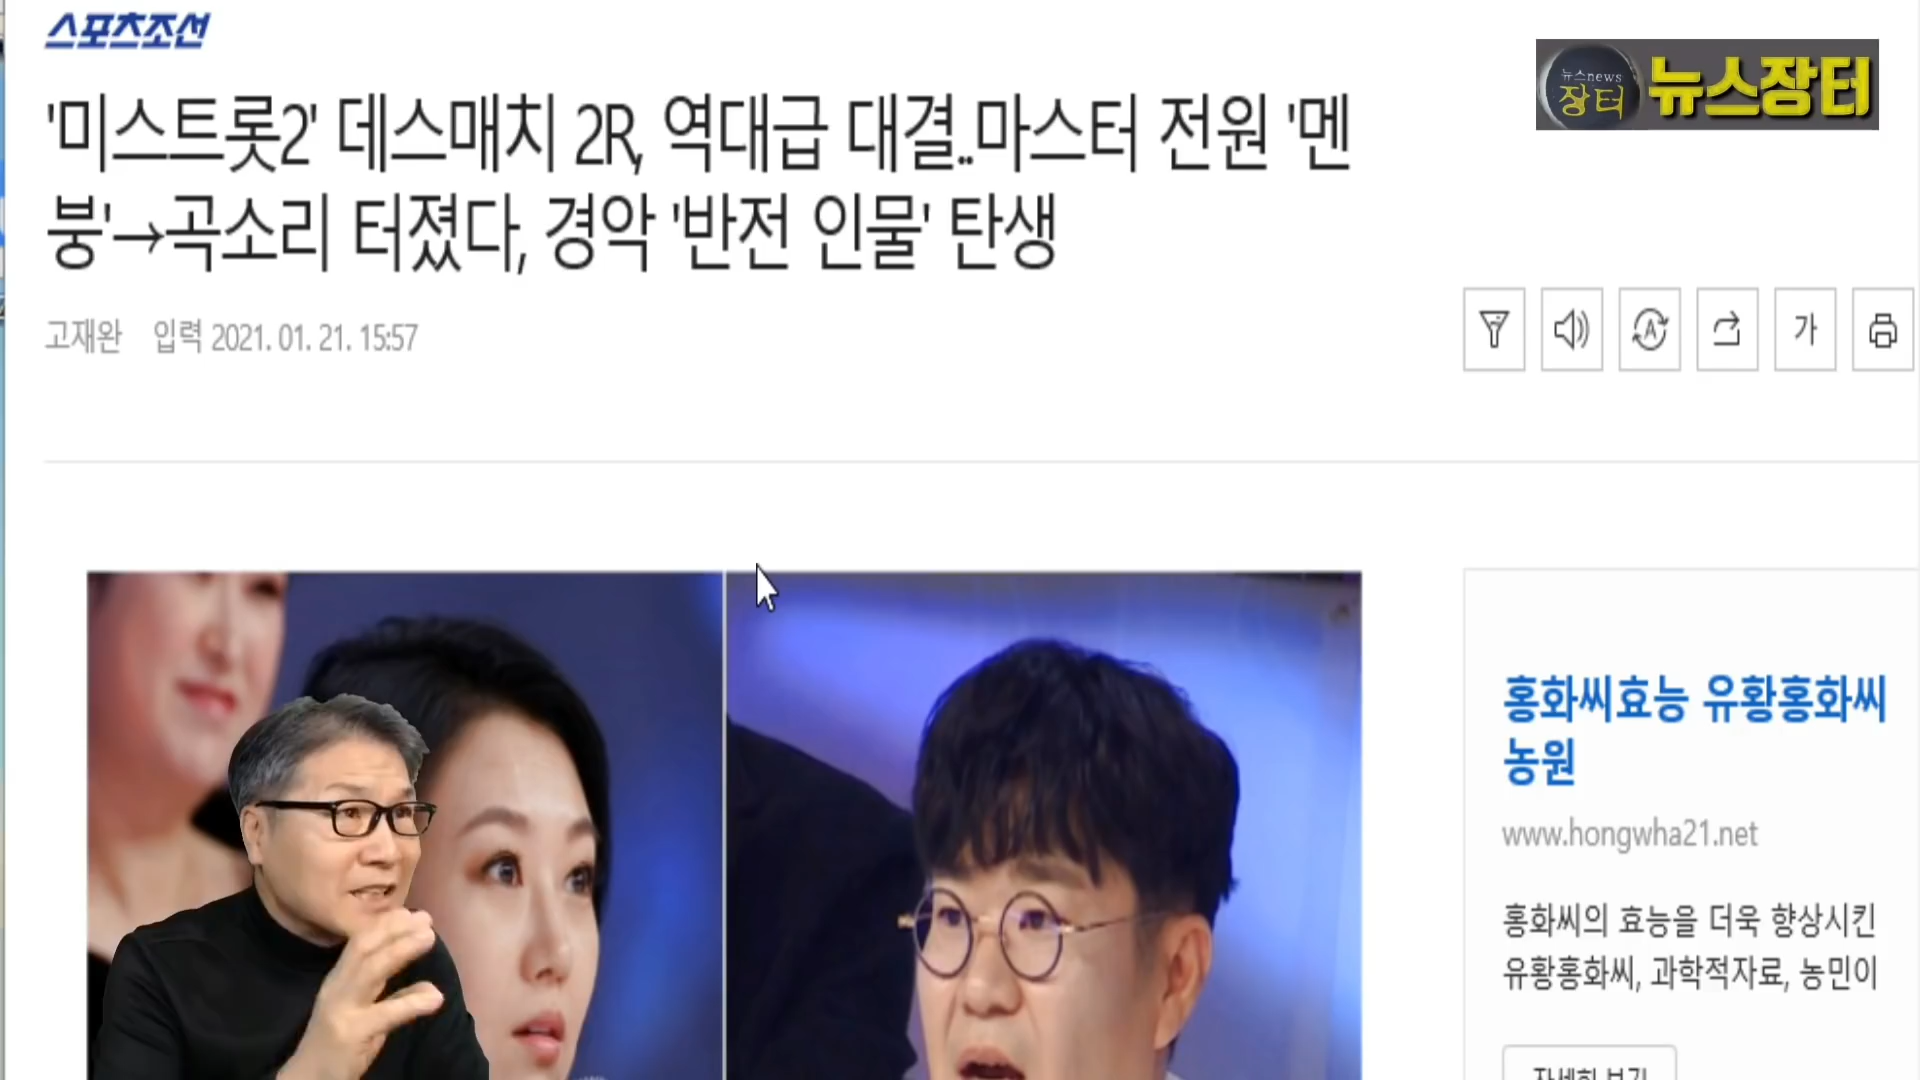 스포츠조선
뉴스news
장터
뉴스장터
'미스트롯2' 데스매치 2R, 역대급 대결..마스터 전원 '멘
붕'→곡소리 터졌다, 경악 '반전 인물' 탄생
고재완 입력 2021. 01. 21. 15:57
가
홍화씨효능 유황홍화씨
농원
www.hongwha21.net
홍화씨의 효능을 더욱 향상시킨
유황홍화씨, 과학적자료, 농민이
자세히 보기